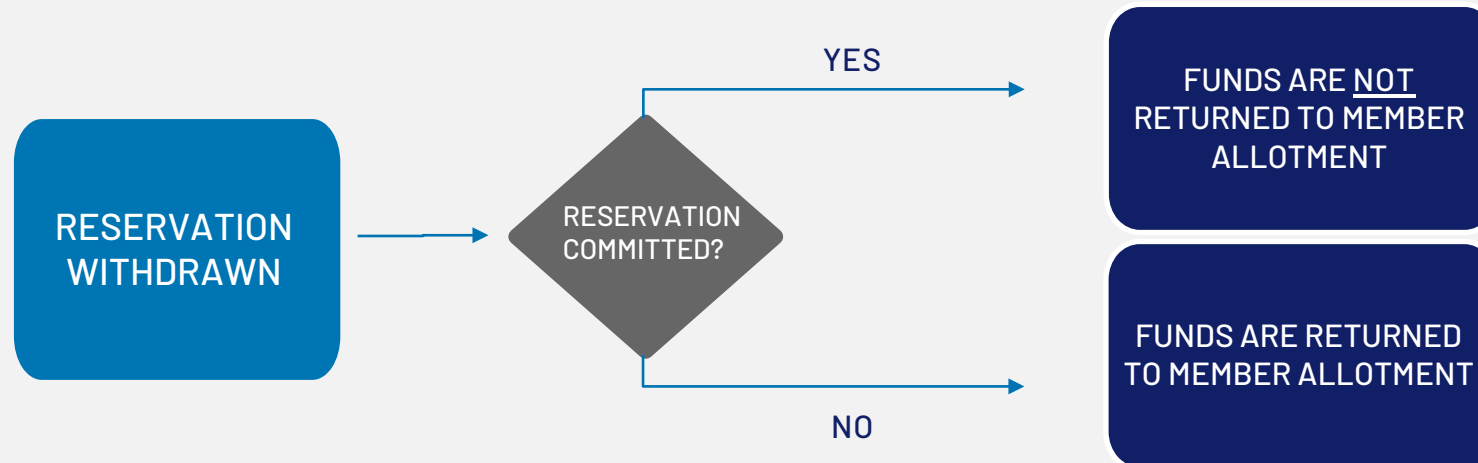 RESERVATION
WITHDRAWN
RESERVATION
COMMITTED?
YES
NO
FUNDS ARE NOT
RETURNED TO MEMBER
ALLOTMENT
FUNDS ARE RETURNED
TO MEMBER ALLOTMENT